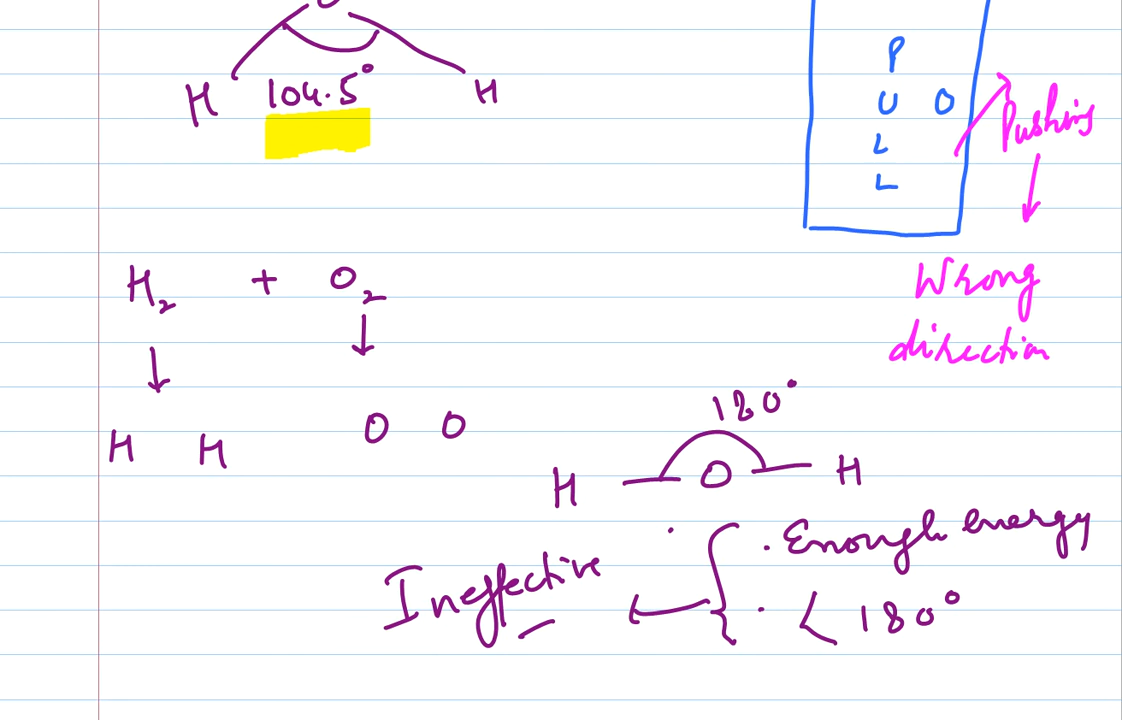 O
H 104.5° H
P
U O
L
L
Pushing
Wrong
direction
H₂ + O₂
↓ ↓
H H O O
180°
H — O — H
Ineffective ← { · Enough energy
· ∠ 180°